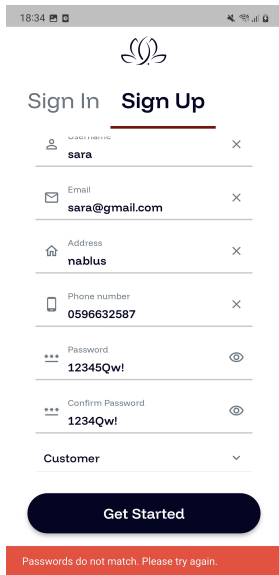 18:34
Sign In Sign Up
Username
sara
Email
sara@gmail.com
Address
nablus
Phone number
0596632587
Password
12345Qw!
Confirm Password
1234Qw!
Customer
Get Started
Passwords do not match. Please try again.